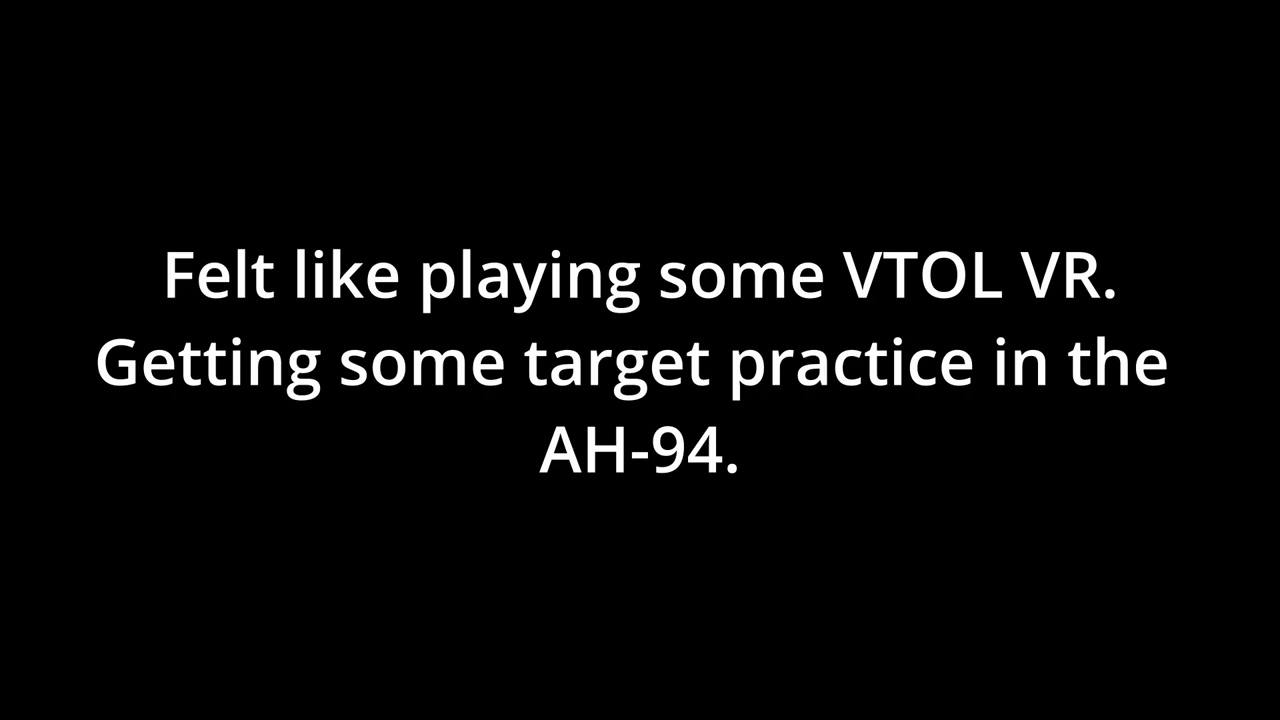 Felt like playing some VTOL VR.
Getting some target practice in the
AH-94.